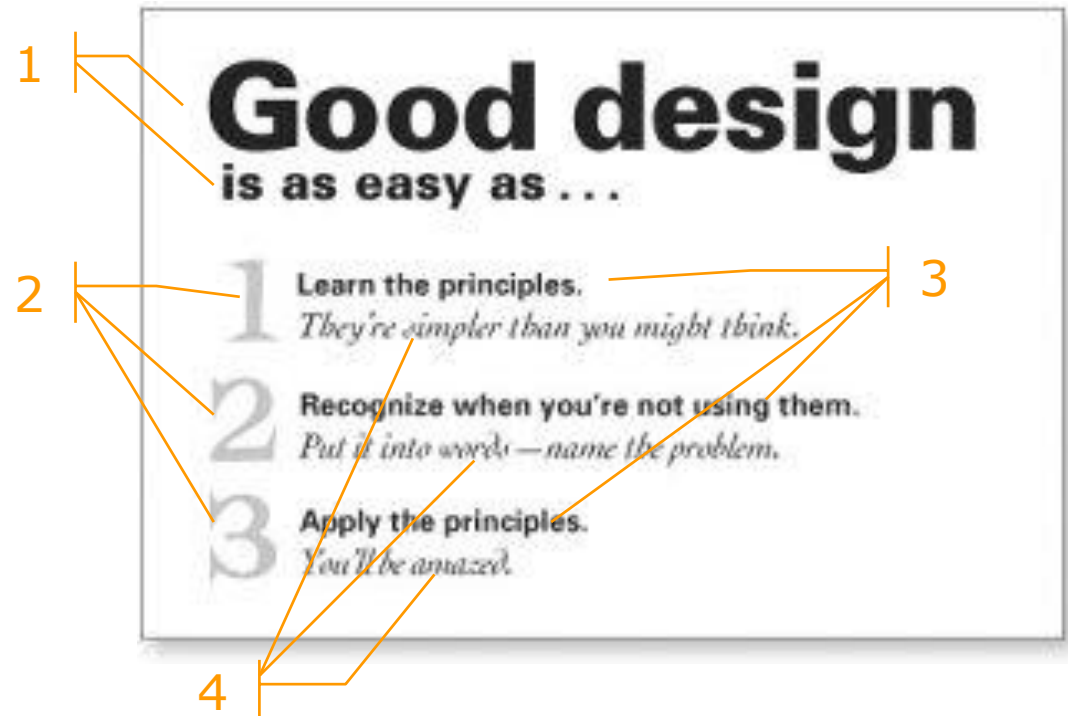 1
Good design
is as easy as . . .
2
1
Learn the principles.
3
They're simpler than you might think.
2
Recognize when you're not using them.
Put it into words—name the problem.
3
Apply the principles.
You'll be amazed.
4